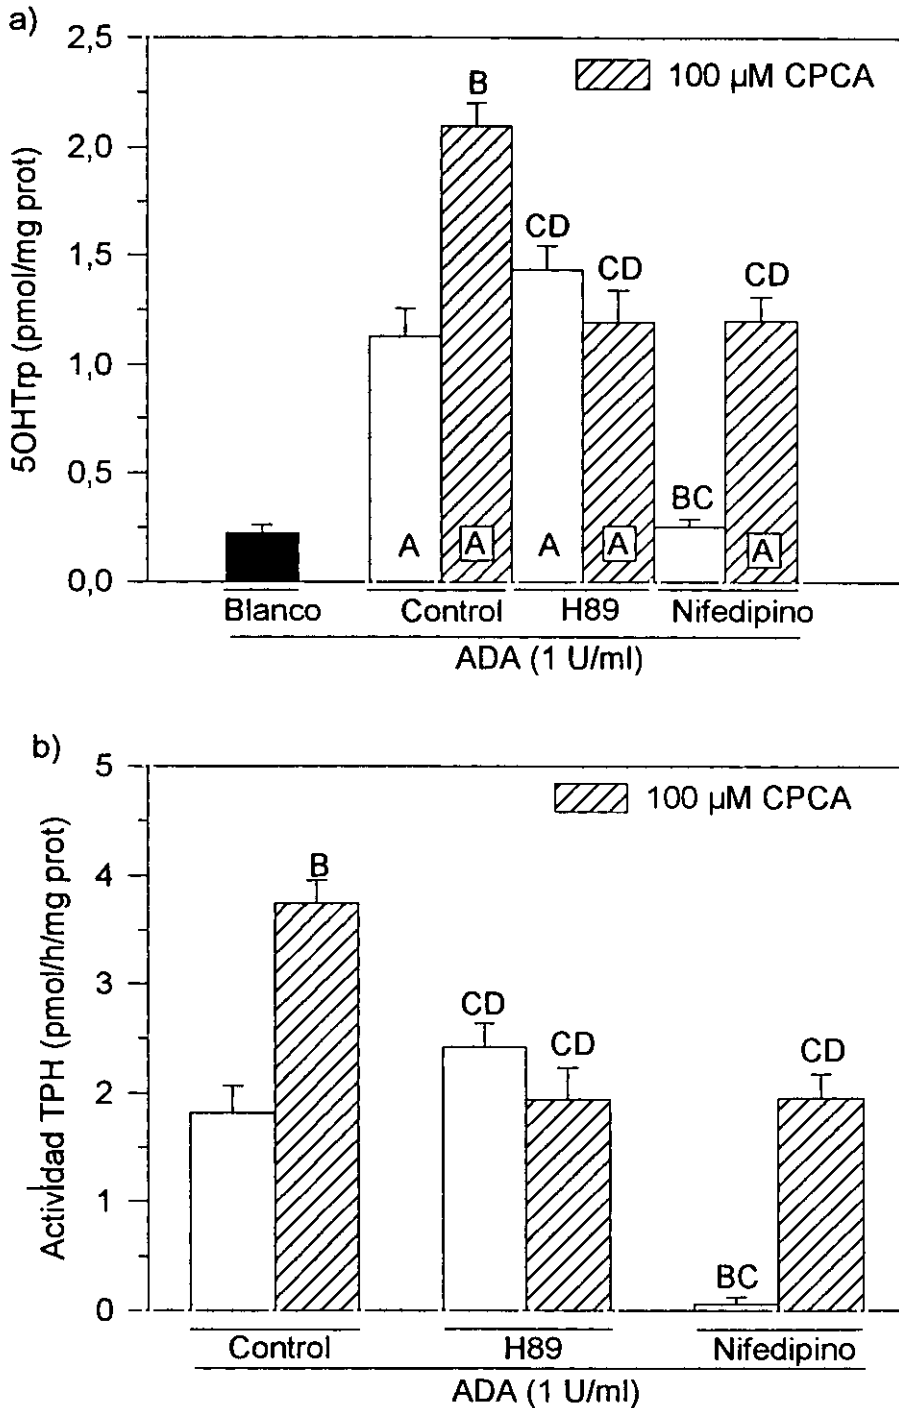 a)
2,5
100 µM CPCA
B
2,0
CD
CD
CD
1,5
1,0
0,5
BC
A A A A A
0,0
5OHTrp (pmol/mg prot)
Blanco Control H89 Nifedipino
ADA (1 U/ml)
b)
5
100 µM CPCA
B
4
3
CD
CD
CD
2
1
BC
0
Actividad TPH (pmol/h/mg prot)
Control H89 Nifedipino
ADA (1 U/ml)